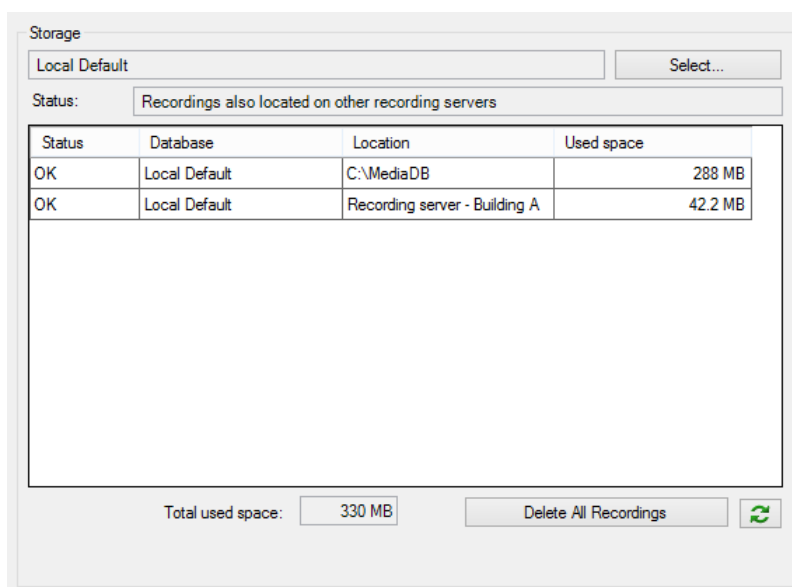 Storage
Local Default Select...
Status: Recordings also located on other recording servers
Status Database Location Used space
OK Local Default C:\MediaDB 288 MB
OK Local Default Recording server - Building A 42.2 MB
Total used space: 330 MB Delete All Recordings